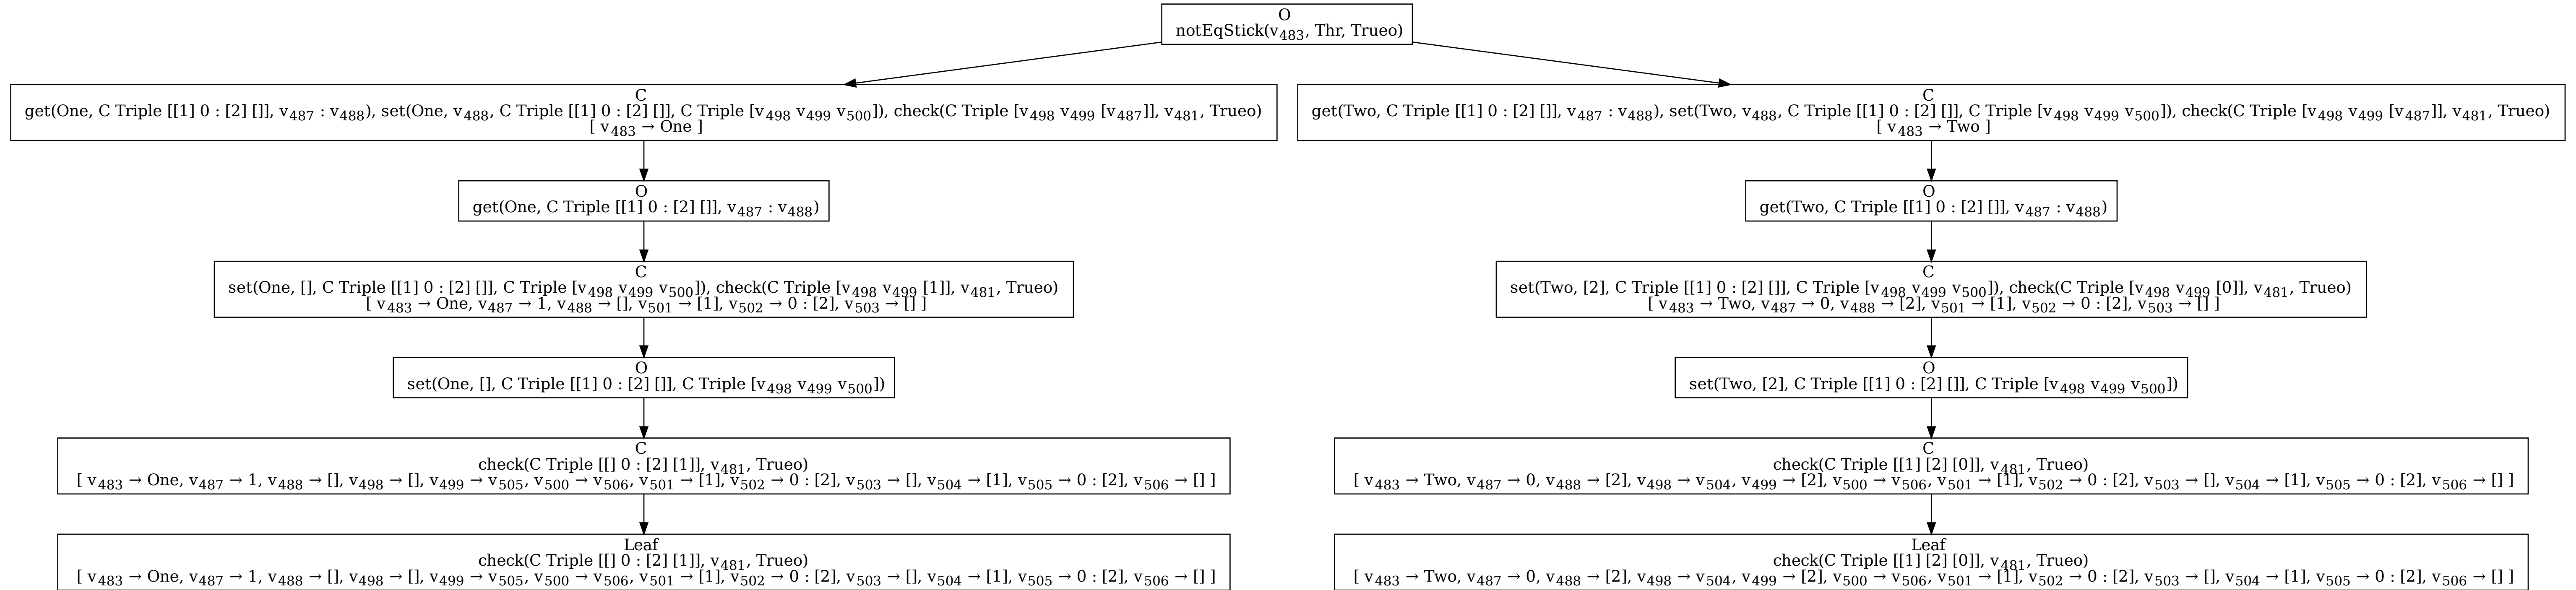 O
notEqStick(v483, Thr, Trueo)
C
get(One, C Triple [[1] 0 : [2] []], v487 : v488), set(One, v488, C Triple [[1] 0 : [2] []], C Triple [v498 v499 v500]), check(C Triple [v498 v499 [v487]], v481, Trueo)
[ v483 → One ]
C
get(Two, C Triple [[1] 0 : [2] []], v487 : v488), set(Two, v488, C Triple [[1] 0 : [2] []], C Triple [v498 v499 v500]), check(C Triple [v498 v499 [v487]], v481, Trueo)
[ v483 → Two ]
O
get(One, C Triple [[1] 0 : [2] []], v487 : v488)
O
get(Two, C Triple [[1] 0 : [2] []], v487 : v488)
C
set(One, [], C Triple [[1] 0 : [2] []], C Triple [v498 v499 v500]), check(C Triple [v498 v499 [1]], v481, Trueo)
[ v483 → One, v487 → 1, v488 → [], v501 → [1], v502 → 0 : [2], v503 → [] ]
C
set(Two, [2], C Triple [[1] 0 : [2] []], C Triple [v498 v499 v500]), check(C Triple [v498 v499 [0]], v481, Trueo)
[ v483 → Two, v487 → 0, v488 → [2], v501 → [1], v502 → 0 : [2], v503 → [] ]
O
set(One, [], C Triple [[1] 0 : [2] []], C Triple [v498 v499 v500])
O
set(Two, [2], C Triple [[1] 0 : [2] []], C Triple [v498 v499 v500])
C
check(C Triple [[] 0 : [2] [1]], v481, Trueo)
[ v483 → One, v487 → 1, v488 → [], v498 → [], v499 → v505, v500 → v506, v501 → [1], v502 → 0 : [2], v503 → [], v504 → [1], v505 → 0 : [2], v506 → [] ]
C
check(C Triple [[1] [2] [0]], v481, Trueo)
[ v483 → Two, v487 → 0, v488 → [2], v498 → v504, v499 → [2], v500 → v506, v501 → [1], v502 → 0 : [2], v503 → [], v504 → [1], v505 → 0 : [2], v506 → [] ]
Leaf
check(C Triple [[] 0 : [2] [1]], v481, Trueo)
[ v483 → One, v487 → 1, v488 → [], v498 → [], v499 → v505, v500 → v506, v501 → [1], v502 → 0 : [2], v503 → [], v504 → [1], v505 → 0 : [2], v506 → [] ]
Leaf
check(C Triple [[1] [2] [0]], v481, Trueo)
[ v483 → Two, v487 → 0, v488 → [2], v498 → v504, v499 → [2], v500 → v506, v501 → [1], v502 → 0 : [2], v503 → [], v504 → [1], v505 → 0 : [2], v506 → [] ]